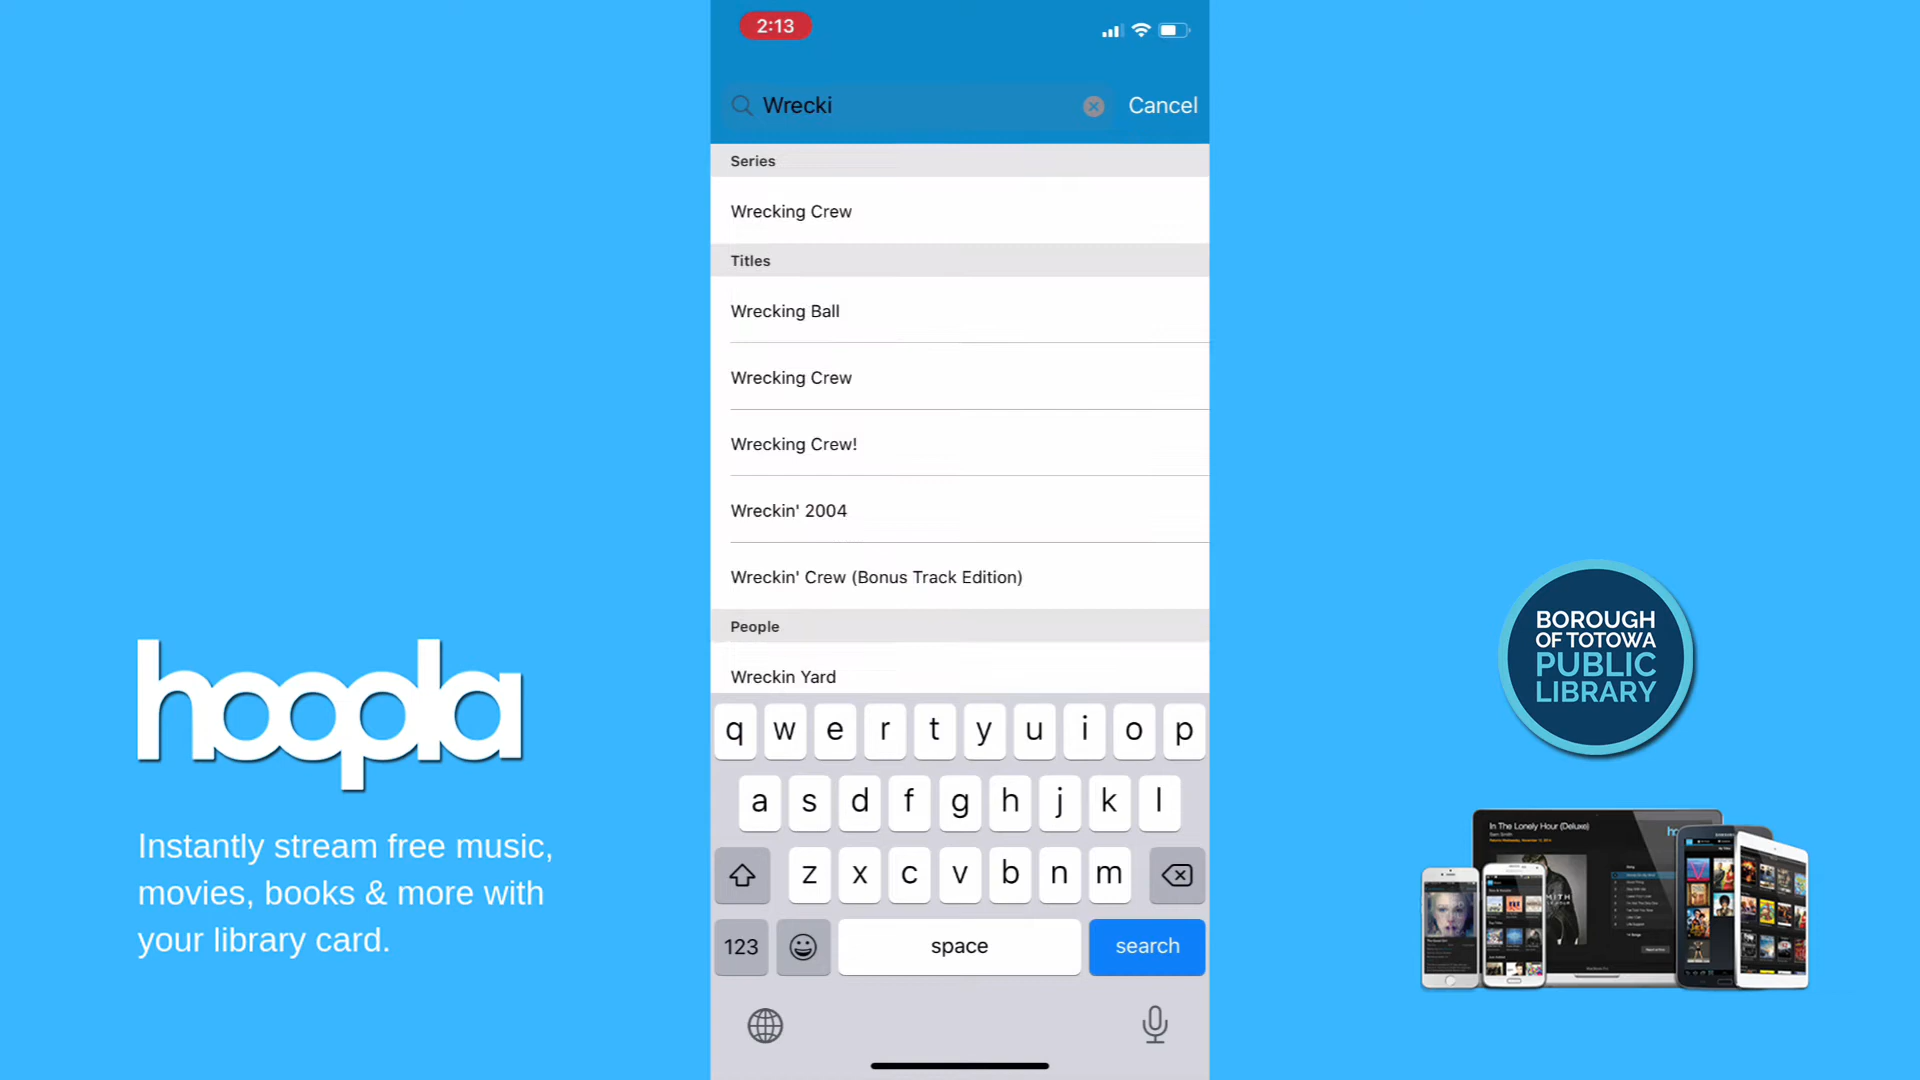 2:13
Wrecki
Cancel
Series
Wrecking Crew
Titles
Wrecking Ball
Wrecking Crew
Wrecking Crew!
Wreckin' 2004
Wreckin' Crew (Bonus Track Edition)
People
Wreckin Yard
q w e r t y u i o p
a s d f g h j k l
z x c v b n m
123
space
search
hoopla
Instantly stream free music,
movies, books & more with
your library card.
BOROUGH
OF TOTOWA
PUBLIC
LIBRARY
In The Lonely Hour (Deluxe)
Sam Smith